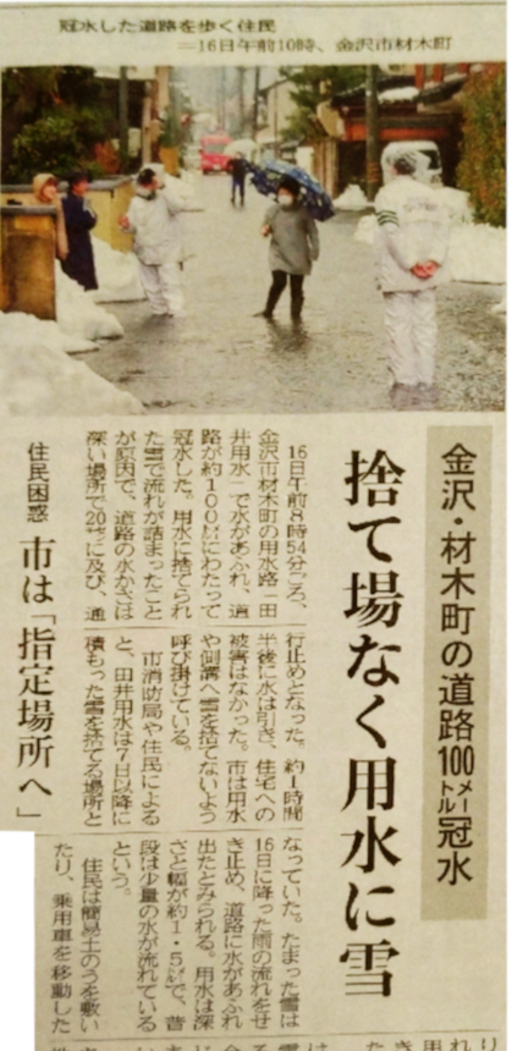 冠水した道路を歩く住民
＝16日午前10時、金沢市材木町
金沢・材木町の道路100メートル冠水
捨て場なく用水に雪
住民困惑 市は「指定場所へ」
16日午前8時54分ごろ、
金沢市材木町の用水路「田
井用水」で水があふれ、道
路が約100㍍にわたって
冠水した。用水に捨てられ
た雪で流れが詰まったこと
が原因で、道路の水かさは
深い場所で20㌢に及び、通
行止めとなった。約1時間
半後に水は引き、住宅への
被害はなかった。市は用水
や側溝へ雪を捨てないよう
呼び掛けている。
市消防局や住民による
と、田井用水は7日以降に
積もった雪を捨てる場所と
なっていた。たまった雪は
16日に降った雨の流れをせ
き止め、道路に水があふれ
出たとみられる。用水は深
さと幅が約1・5㍍で、普
段は少量の水が流れている
という。
住民は簡易土のうを敷い
たり、乗用車を移動した